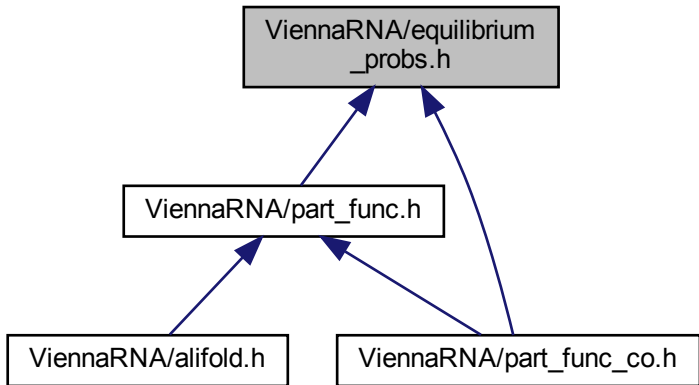 ViennaRNA/equilibrium
_probs.h
ViennaRNA/part_func.h
ViennaRNA/alifold.h
ViennaRNA/part_func_co.h